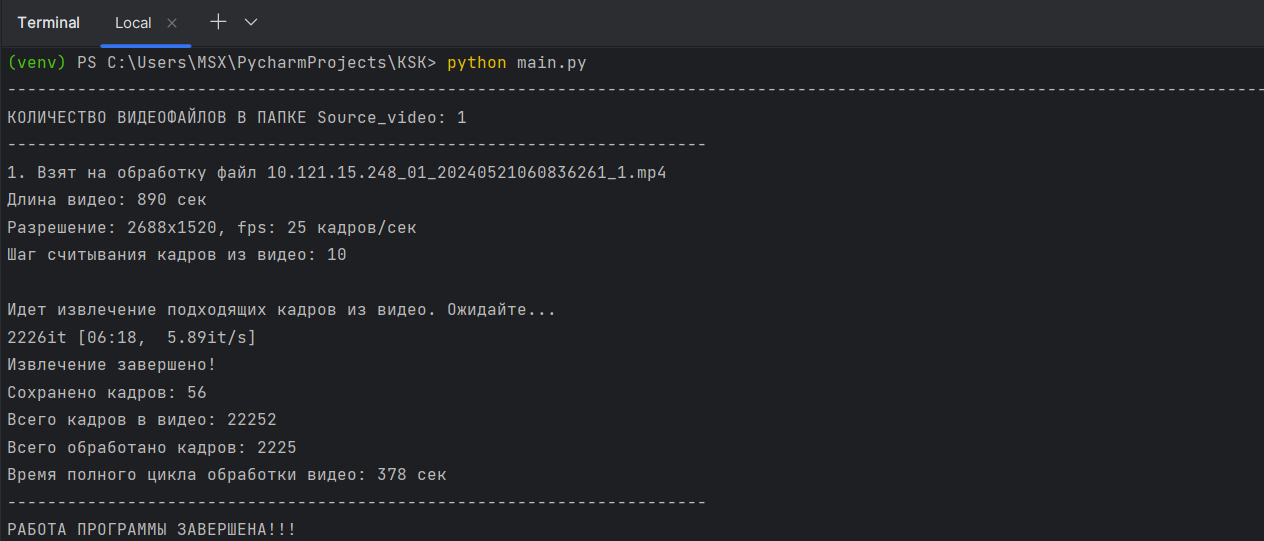 Terminal Local
(venv) PS C:\Users\MSX\PycharmProjects\KSK> python main.py
------------------------------------------------------------------------------------------------------------------------------
КОЛИЧЕСТВО ВИДЕОФАЙЛОВ В ПАПКЕ Source_video: 1
----------------------------------------------------------------------
1. Взят на обработку файл 10.121.15.248_01_20240521060836261_1.mp4
Длина видео: 890 сек
Разрешение: 2688x1520, fps: 25 кадров/сек
Шаг считывания кадров из видео: 10
Идет извлечение подходящих кадров из видео. Ожидайте...
2226it [06:18,  5.89it/s]
Извлечение завершено!
Сохранено кадров: 56
Всего кадров в видео: 22252
Всего обработано кадров: 2225
Время полного цикла обработки видео: 378 сек
----------------------------------------------------------------------
РАБОТА ПРОГРАММЫ ЗАВЕРШЕНА!!!